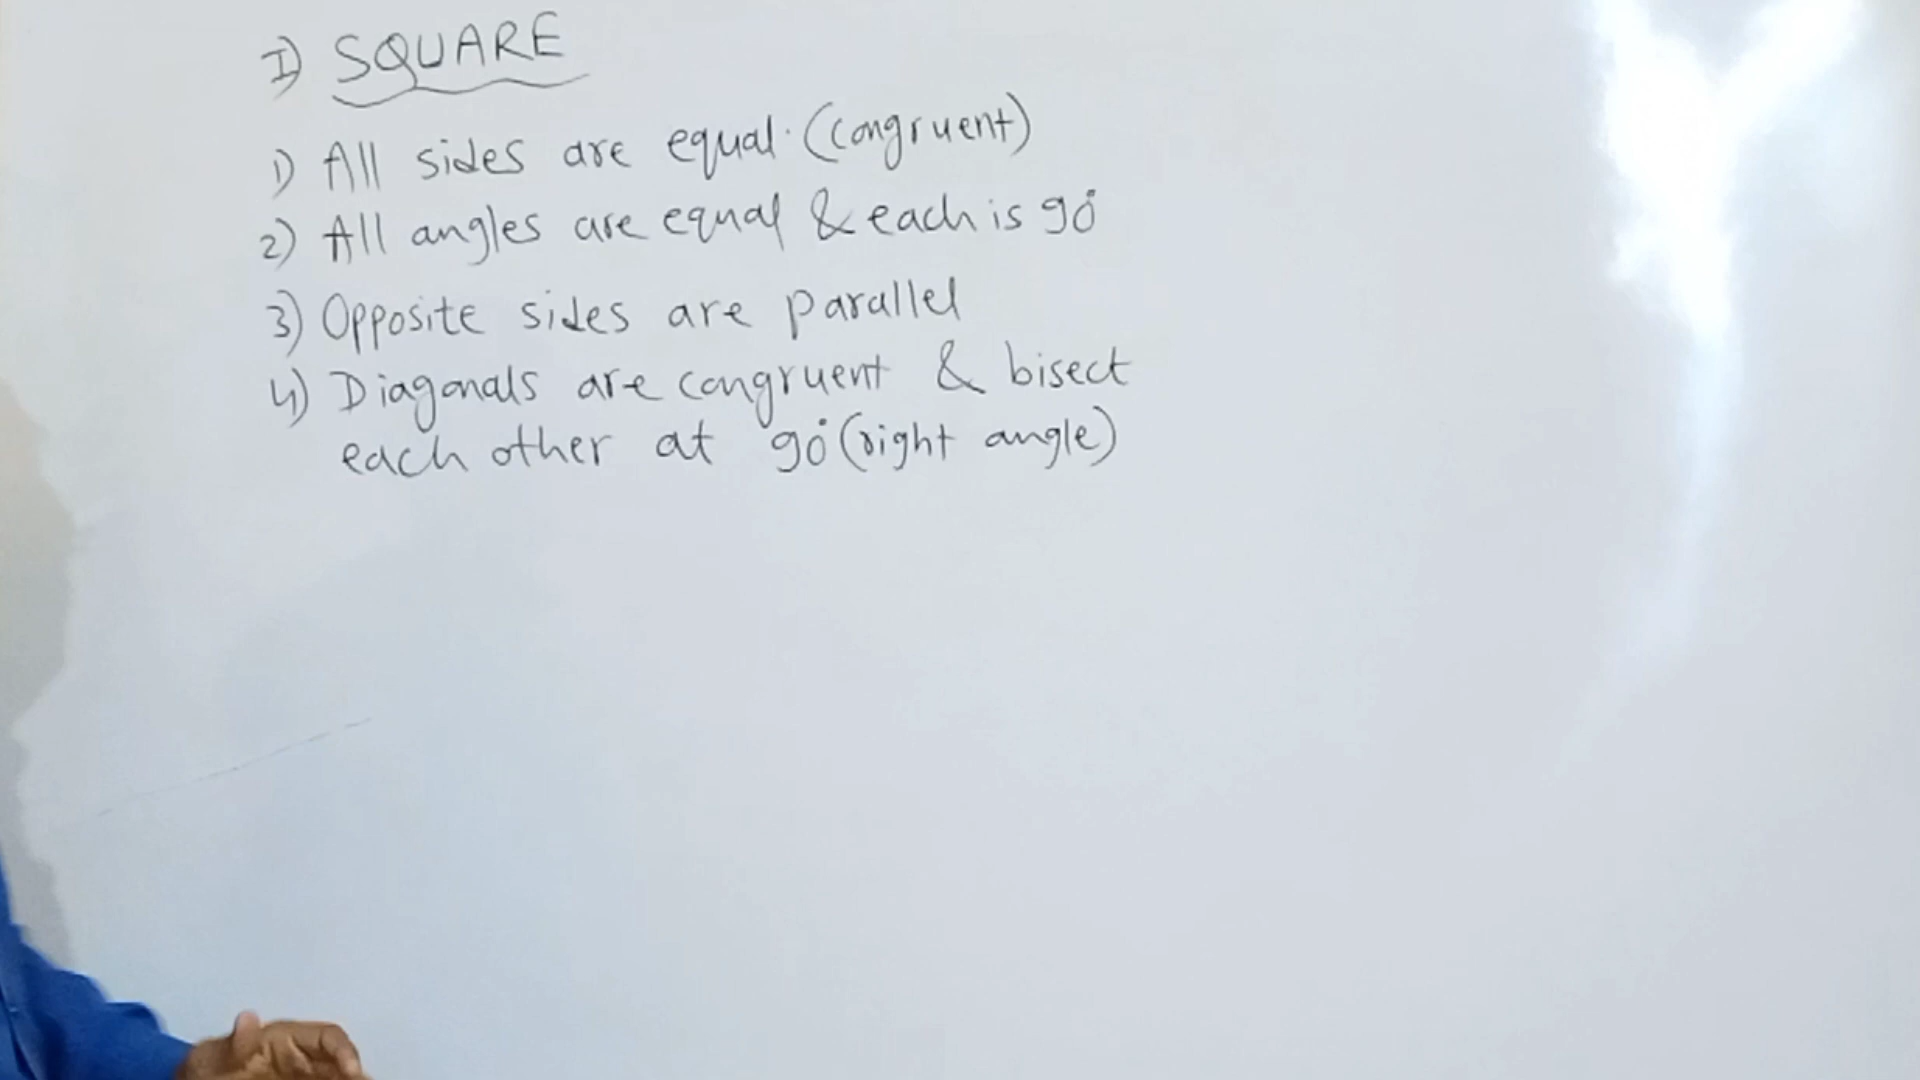 I) SQUARE
1) All sides are equal. (congruent)
2) All angles are equal & each is 90°
3) Opposite sides are parallel
4) Diagonals are congruent & bisect
each other at 90° (right angle)